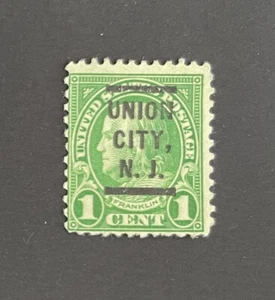 UNITED STATES POSTAGE
UNION
CITY,
N. J.
FRANKLIN
1 CENT 1